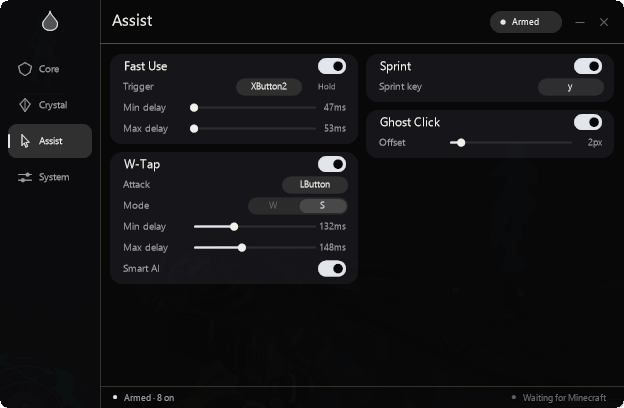 Assist
Armed
Core
Crystal
Assist
System
Fast Use
Trigger XButton2 Hold
Min delay 47ms
Max delay 53ms
W-Tap
Attack LButton
Mode W S
Min delay 132ms
Max delay 148ms
Smart AI
Sprint
Sprint key y
Ghost Click
Offset 2px
Armed · 8 on
Waiting for Minecraft